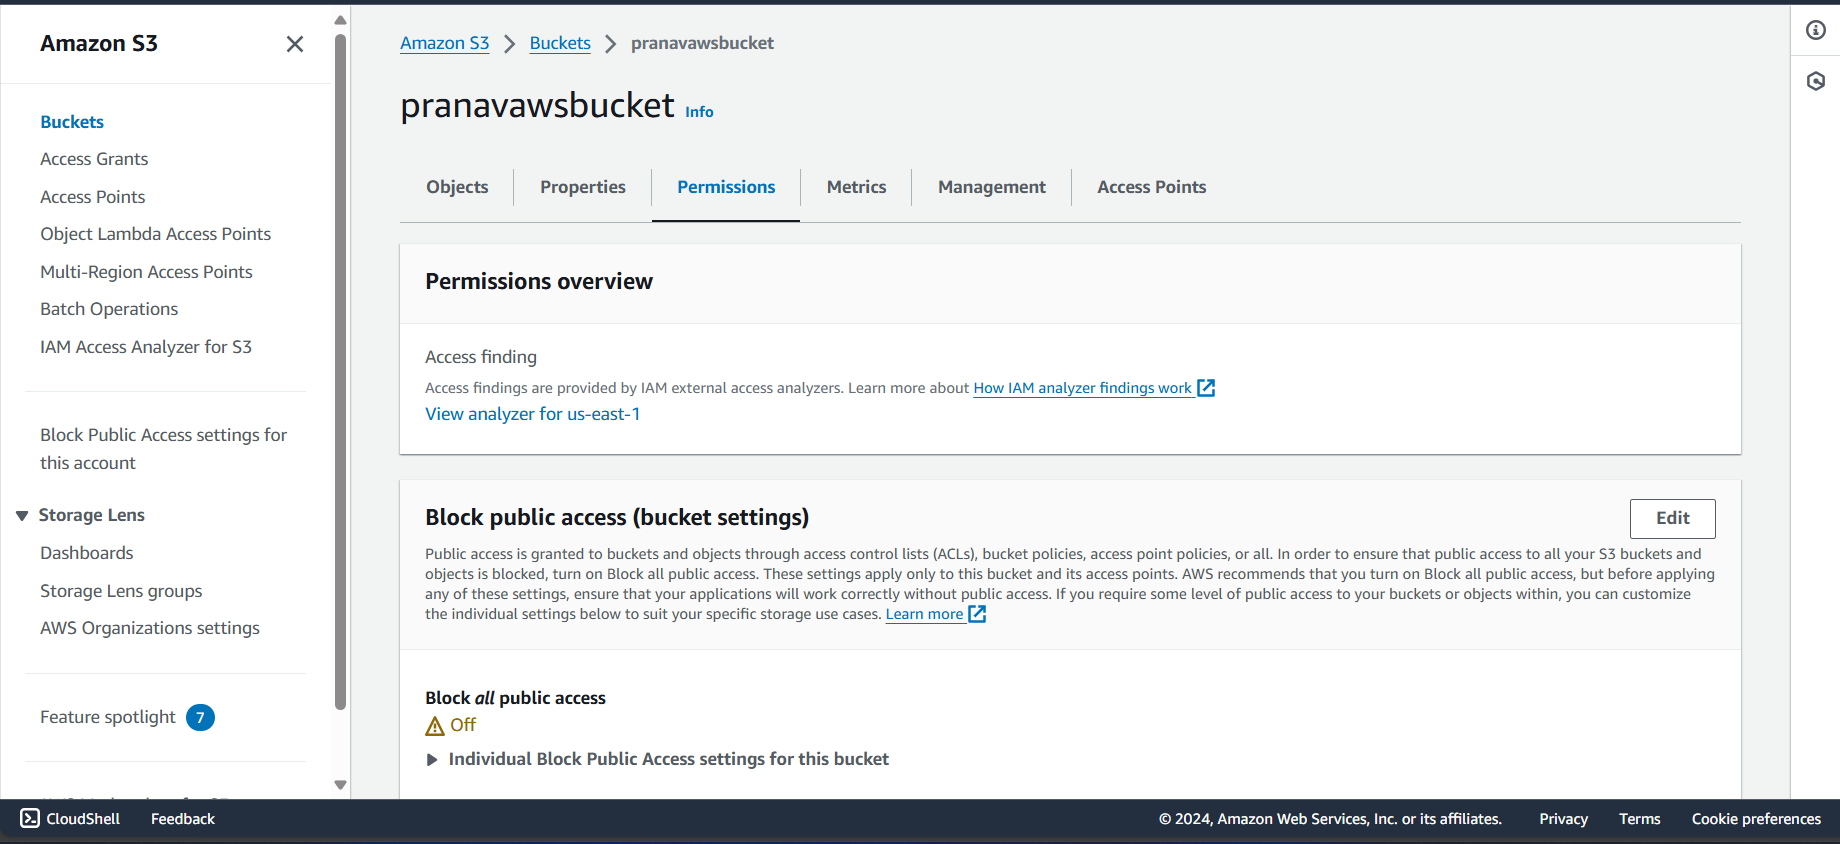 Amazon S3
Buckets
Access Grants
Access Points
Object Lambda Access Points
Multi-Region Access Points
Batch Operations
IAM Access Analyzer for S3
Block Public Access settings for
this account
Storage Lens
Dashboards
Storage Lens groups
AWS Organizations settings
Feature spotlight 7
Amazon S3 Buckets pranavawsbucket
pranavawsbucket Info
Objects Properties Permissions Metrics Management Access Points
Permissions overview
Access finding
Access findings are provided by IAM external access analyzers. Learn more about How IAM analyzer findings work
View analyzer for us-east-1
Block public access (bucket settings)
Edit
Public access is granted to buckets and objects through access control lists (ACLs), bucket policies, access point policies, or all. In order to ensure that public access to all your S3 buckets and
objects is blocked, turn on Block all public access. These settings apply only to this bucket and its access points. AWS recommends that you turn on Block all public access, but before applying
any of these settings, ensure that your applications will work correctly without public access. If you require some level of public access to your buckets or objects within, you can customize
the individual settings below to suit your specific storage use cases. Learn more
Block all public access
Off
Individual Block Public Access settings for this bucket
CloudShell Feedback © 2024, Amazon Web Services, Inc. or its affiliates. Privacy Terms Cookie preferences